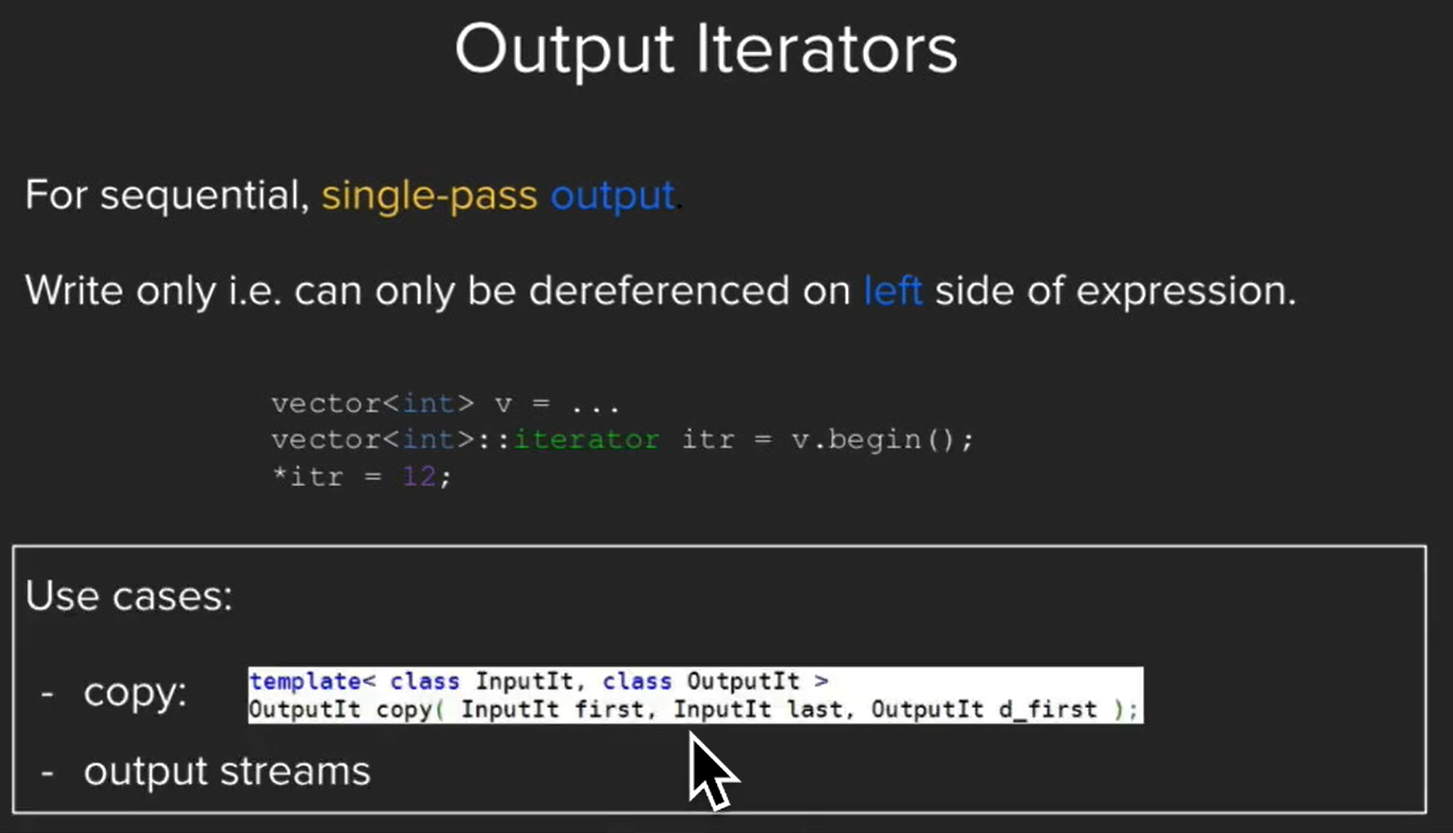 Output Iterators
For sequential, single-pass output.
Write only i.e. can only be dereferenced on left side of expression.
vector<int> v = ...
vector<int>::iterator itr = v.begin();
*itr = 12;
Use cases:
- copy:
template< class InputIt, class OutputIt >
OutputIt copy( InputIt first, InputIt last, OutputIt d_first );
- output streams